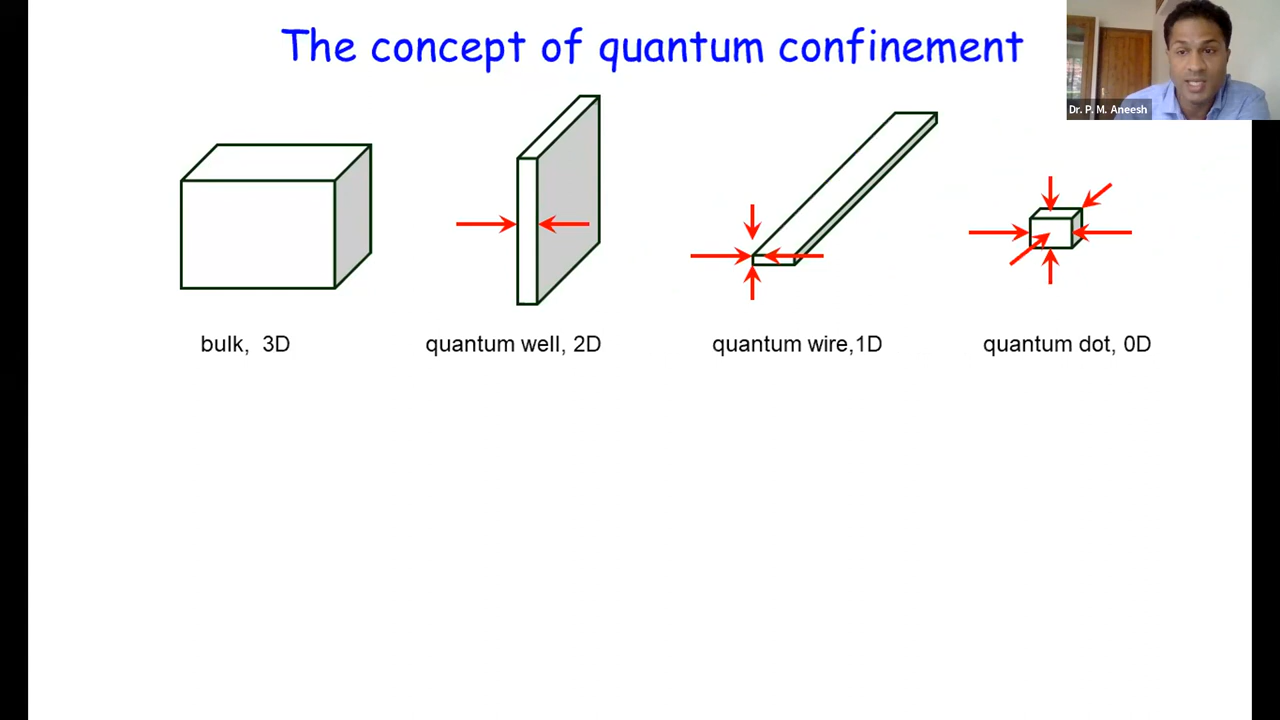 The concept of quantum confinement
Dr. P. M. Aneesh
bulk,  3D
quantum well, 2D
quantum wire,1D
quantum dot, 0D